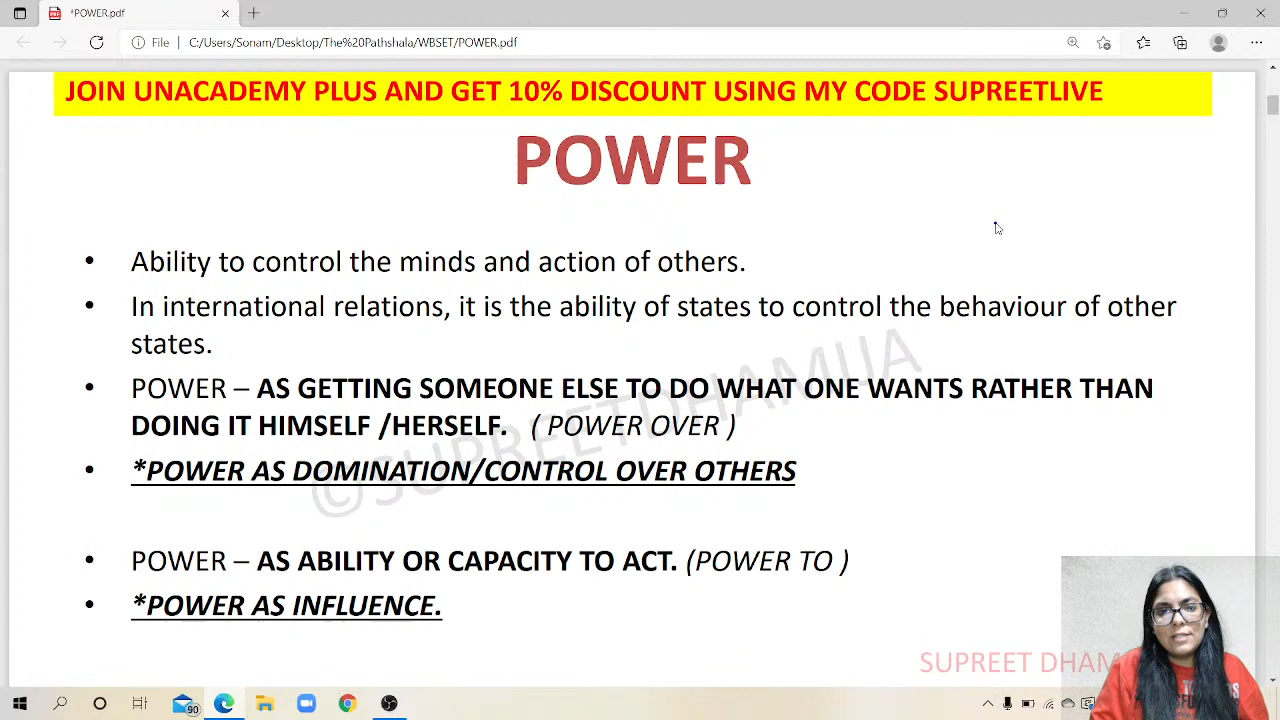 *POWER.pdf
File C:/Users/Sonam/Desktop/The%20Pathshala/WBSET/POWER.pdf
JOIN UNACADEMY PLUS AND GET 10% DISCOUNT USING MY CODE SUPREETLIVE
POWER
• Ability to control the minds and action of others.
• In international relations, it is the ability of states to control the behaviour of other
states.
• POWER – AS GETTING SOMEONE ELSE TO DO WHAT ONE WANTS RATHER THAN
DOING IT HIMSELF /HERSELF. ( POWER OVER )
• *POWER AS DOMINATION/CONTROL OVER OTHERS
©SUPREETDHAMIJA
• POWER – AS ABILITY OR CAPACITY TO ACT. (POWER TO )
• *POWER AS INFLUENCE.
SUPREET DHAM
90